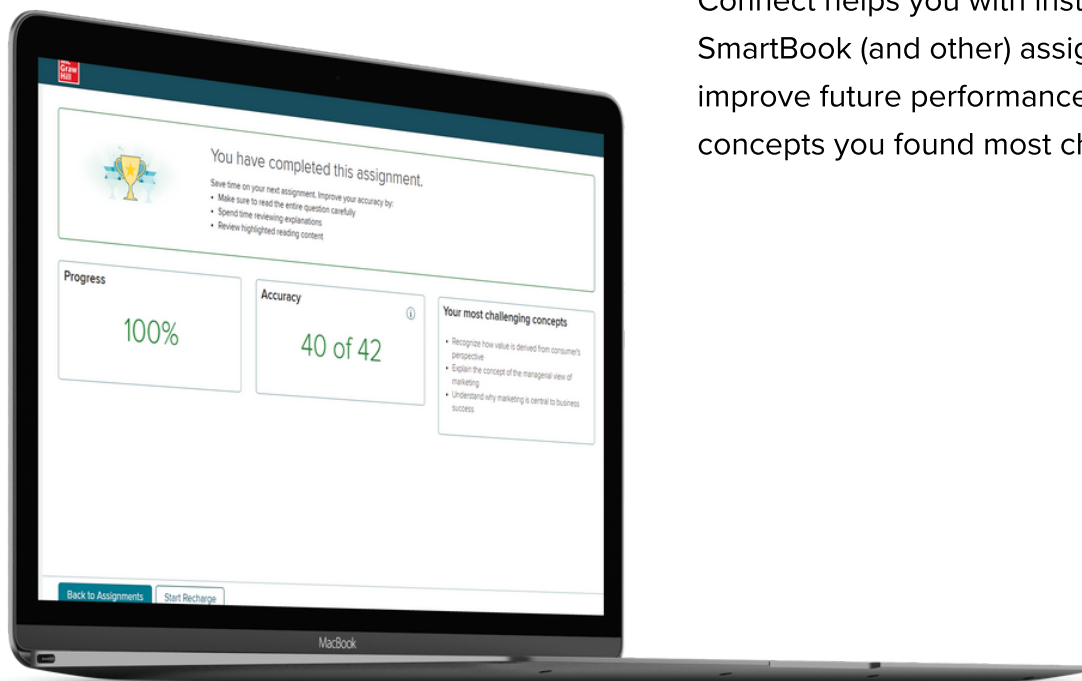 Connect helps you with inst
SmartBook (and other) assig
improve future performance
concepts you found most ch
Graw
Hill
You have completed this assignment.
Save time on your next assignment. Improve your accuracy by:
• Make sure to read the entire question carefully
• Spend time reviewing explanations
• Review highlighted reading content
Progress
100%
Accuracy
40 of 42
Your most challenging concepts
• Recognize how value is derived from consumer's
perspective
• Explain the concept of the managerial view of
marketing
• Understand why marketing is central to business
success
Back to Assignments
Start Recharge
MacBook